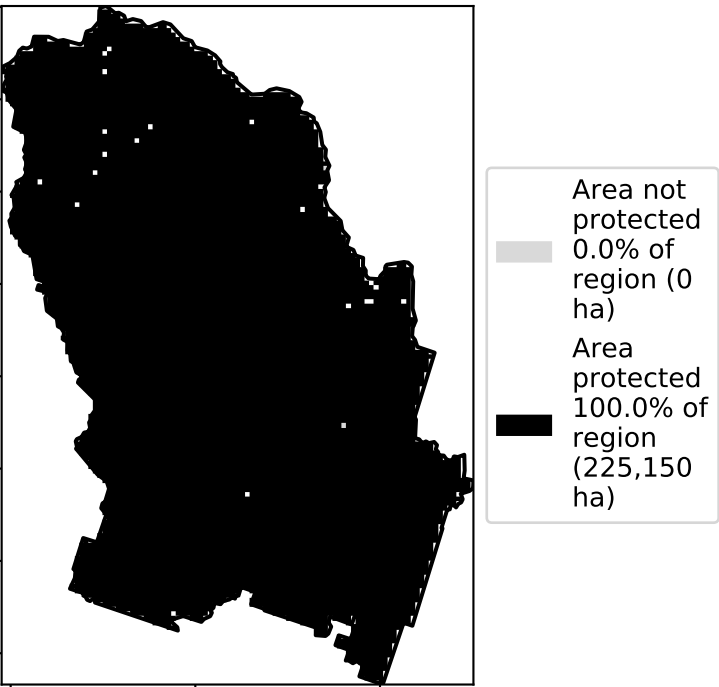 Area not
protected
0.0% of
region (0
ha)
Area
protected
100.0% of
region
(225,150
ha)